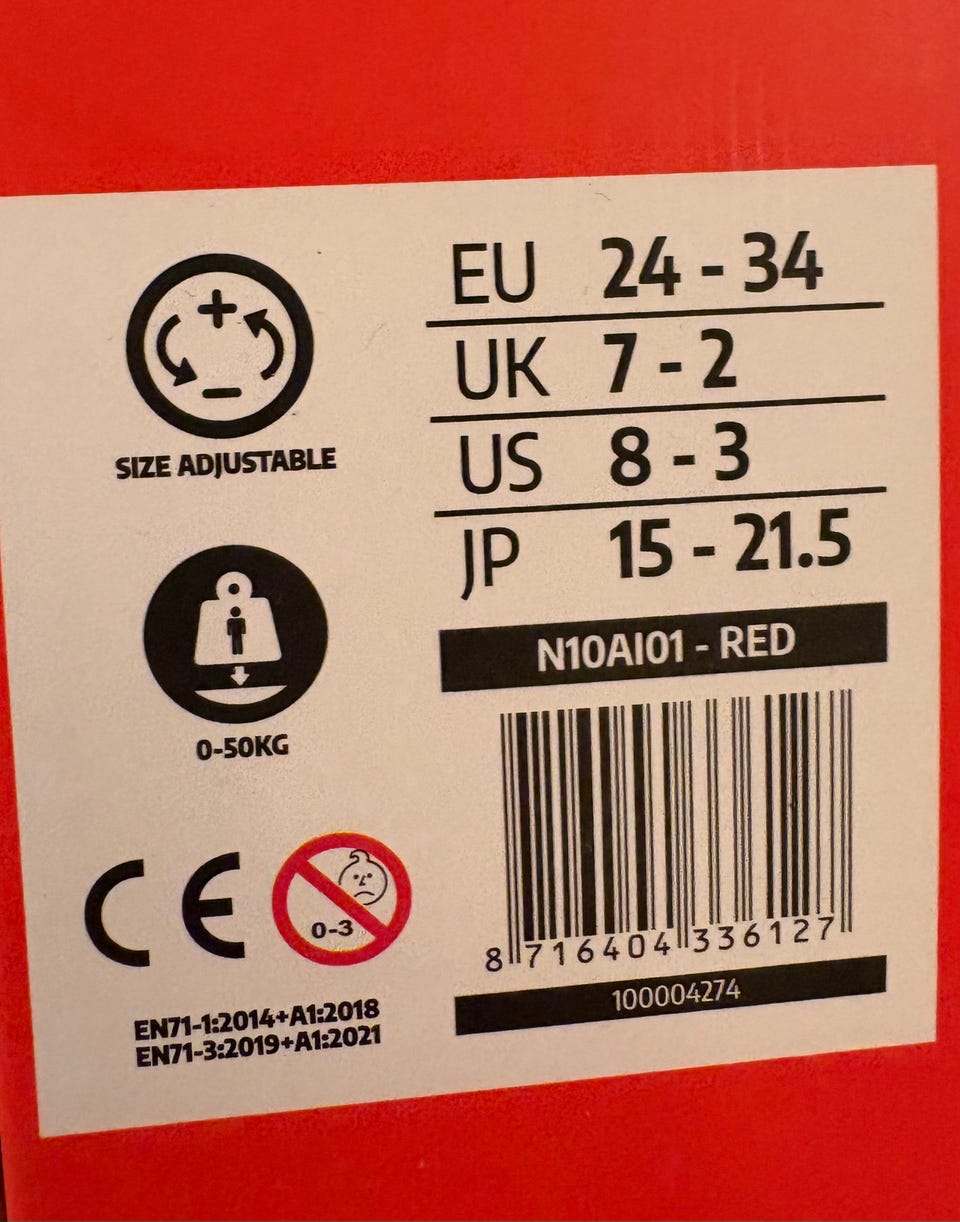 EU 24 - 34
UK 7 - 2
US 8 - 3
JP 15 - 21.5
SIZE ADJUSTABLE
0-50KG
N10AI01 - RED
8 716404 336127
100004274
CE
0-3
EN71-1:2014+A1:2018
EN71-3:2019+A1:2021